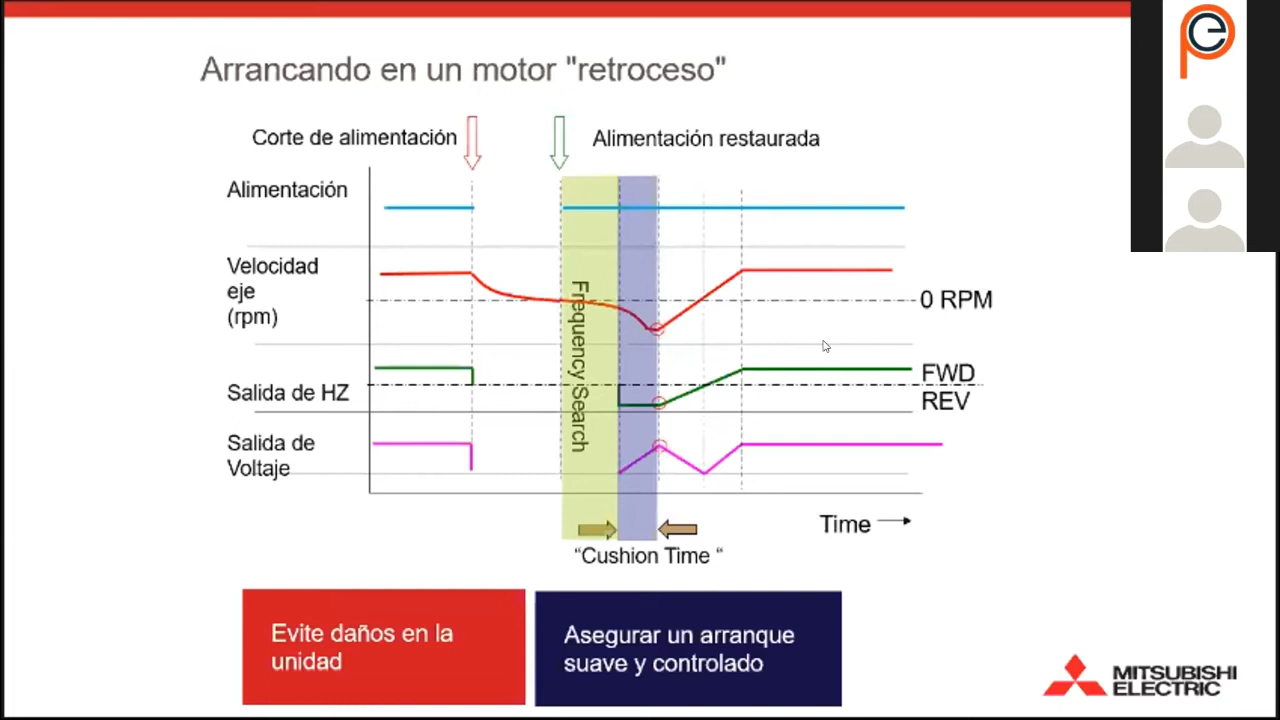 Arrancando en un motor "retroceso"
Corte de alimentación
Alimentación restaurada
Alimentación
Velocidad
eje
(rpm)
0 RPM
Frequency Search
FWD
Salida de HZ
REV
Salida de
Voltaje
Time
“Cushion Time “
Evite daños en la
unidad
Asegurar un arranque
suave y controlado
MITSUBISHI
ELECTRIC